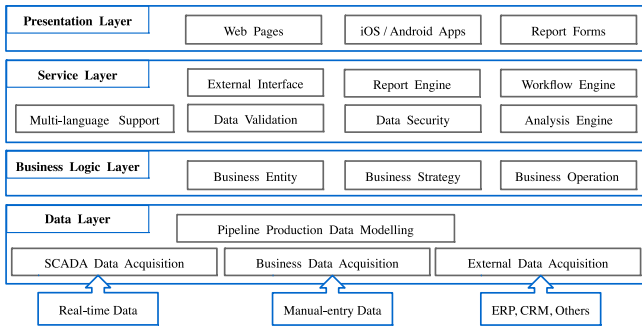 Presentation Layer
Web Pages
iOS / Android Apps
Report Forms
Service Layer
External Interface
Report Engine
Workflow Engine
Multi-language Support
Data Validation
Data Security
Analysis Engine
Business Logic Layer
Business Entity
Business Strategy
Business Operation
Data Layer
Pipeline Production Data Modelling
SCADA Data Acquisition
Business Data Acquisition
External Data Acquisition
Real-time Data
Manual-entry Data
ERP, CRM, Others